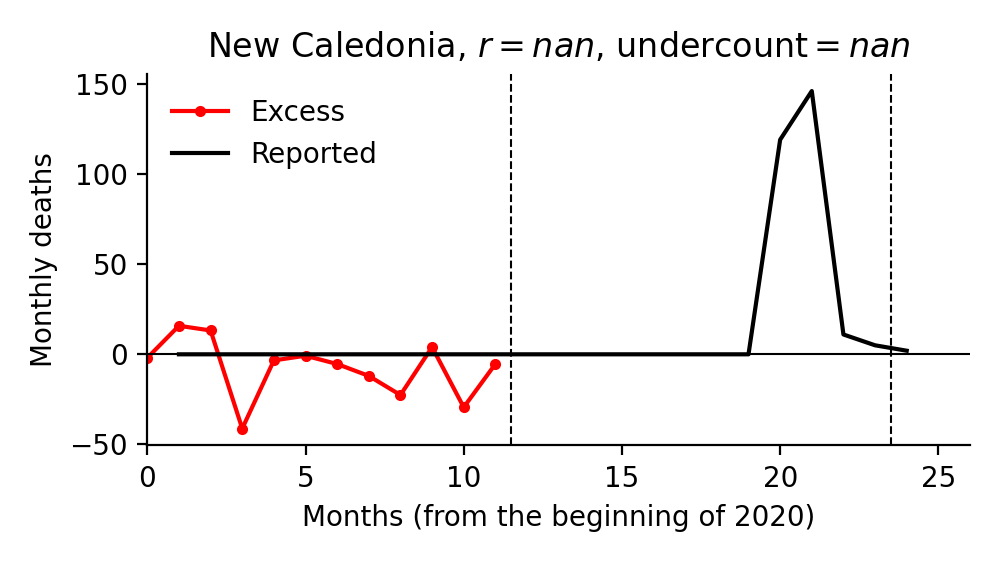 New Caledonia, r = nan, undercount = nan
Excess
Reported
Monthly deaths
150
100
50
0
−50
0 5 10 15 20 25
Months (from the beginning of 2020)